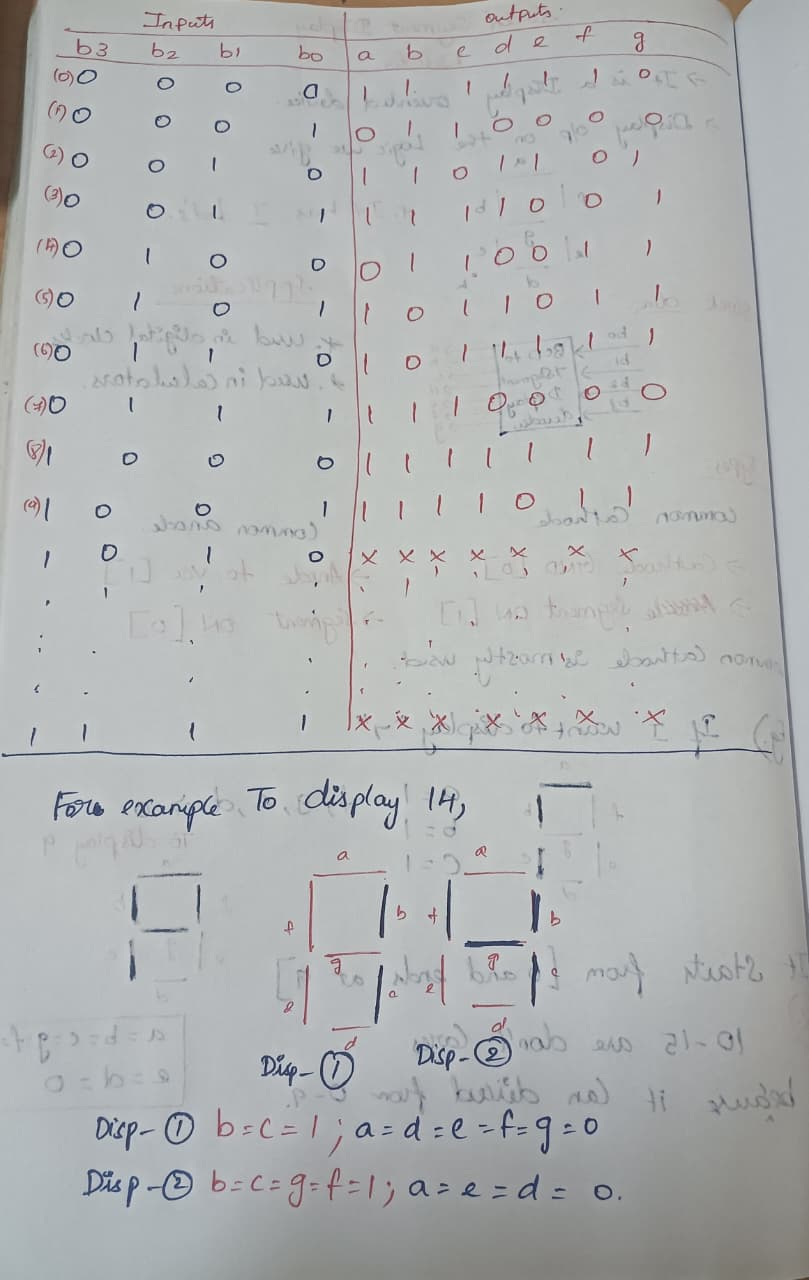 Inputs outputs.
b3 b2 b1 b0 a b c d e f g
(0) 0 0 0 0 1 1 1 1 1 1 0
(1) 0 0 0 1 0 1 1 0 0 0 0
(2) 0 0 1 0 1 1 0 1 1 0 1
(3) 0 0 1 1 1 1 1 1 0 0 1
(4) 0 1 0 0 0 1 1 0 0 1 1
(5) 0 1 0 1 1 0 1 1 0 1 1
(6) 0 1 1 0 1 0 1 1 1 1 1
(7) 0 1 1 1 1 1 1 0 0 0 0
(8) 1 0 0 0 1 1 1 1 1 1 1
(9) 1 0 0 1 1 1 1 1 0 1 1
1 0 1 0 x x x x x x x
1 1 1 1 x x x x x x x
For example To display 14,
a a
f b f b
g g
e e c
d d
Disp-① Disp-②
Disp-① b=c=1; a=d=e=f=g=0
Disp-② b=c=g=f=1; a=e=d=0.